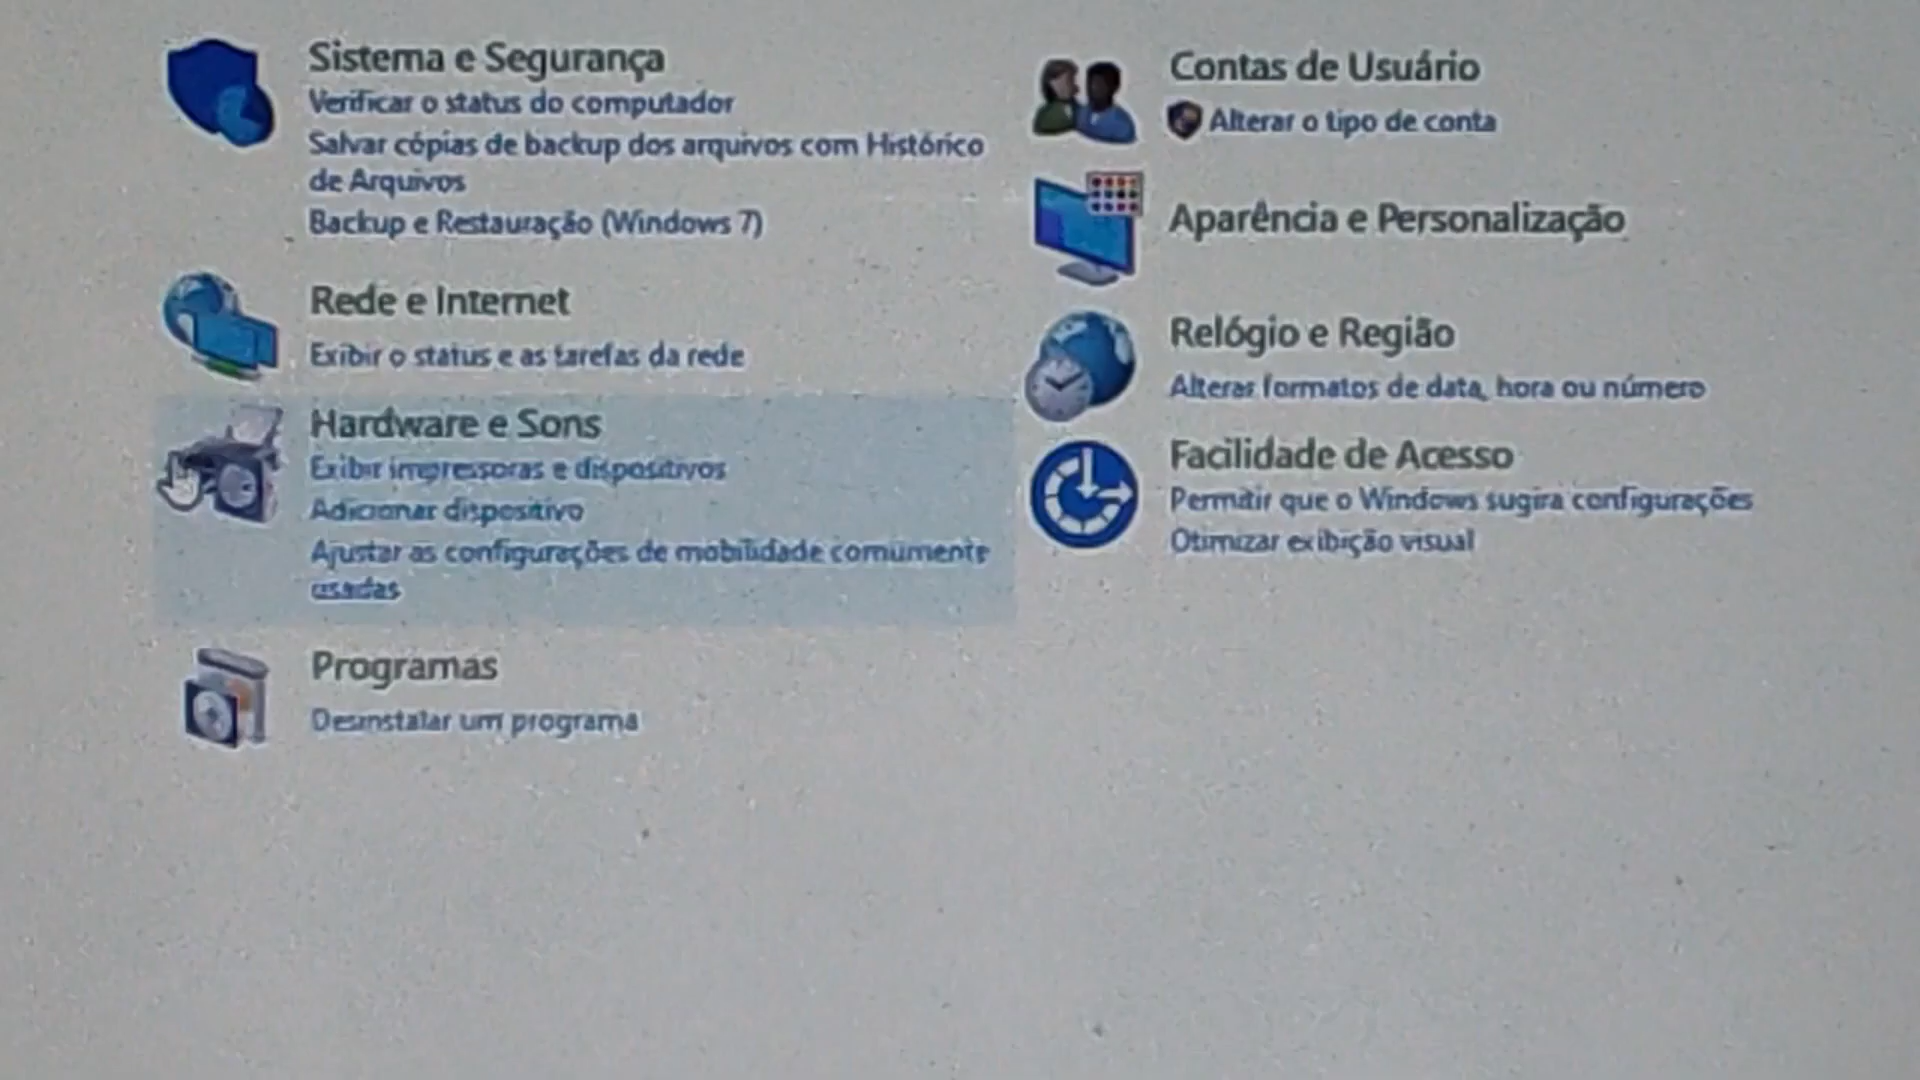 Sistema e Segurança
Verificar o status do computador
Salvar cópias de backup dos arquivos com Histórico
de Arquivos
Backup e Restauração (Windows 7)
Rede e Internet
Exibir o status e as tarefas da rede
Hardware e Sons
Exibir impressoras e dispositivos
Adicionar dispositivo
Ajustar as configurações de mobilidade comumente
usadas
Programas
Desinstalar um programa
Contas de Usuário
Alterar o tipo de conta
Aparência e Personalização
Relógio e Região
Alterar formatos de data, hora ou número
Facilidade de Acesso
Permitir que o Windows sugira configurações
Otimizar exibição visual